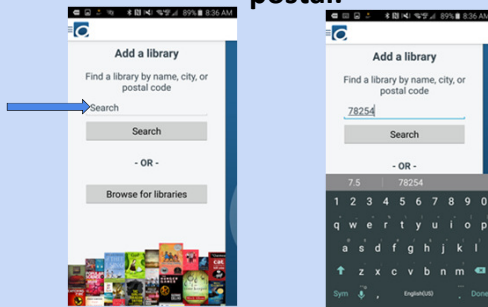 postal.
8:36 AM
89%
Add a library
Find a library by name, city, or
postal code
Search
Search
- OR -
Browse for libraries
89% 8:36 AM
Add a library
Find a library by name, city, or
postal code
78254
Search
- OR -
7.5 78254
1 2 3 4 5 6 7 8 9 0
q w e r t y u i o p
a s d f g h j k l
z x c v b n m
Sym , English(US) . Done